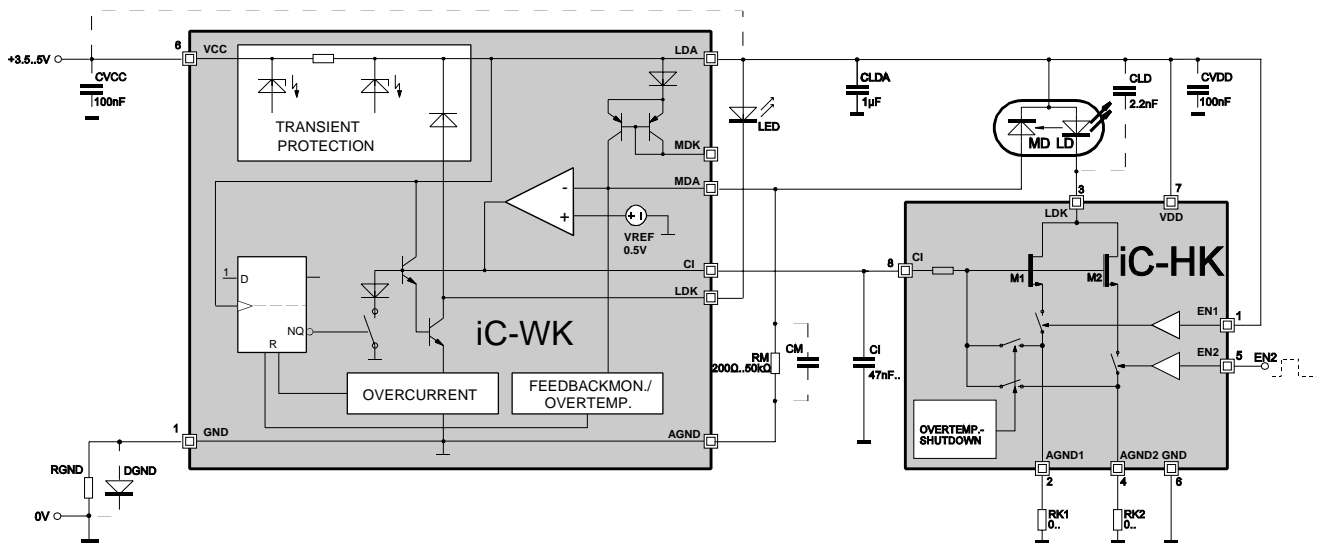 6
VCC
LDA
+3.5..5V
CVCC
100nF
TRANSIENT
PROTECTION
LED
CLDA
1µF
CLD
2.2nF
CVDD
100nF
MDK
MD LD
MDA
3
7
LDK
VDD
-
+
VREF
0.5V
iC-HK
1
D
CI
8
CI
M1
M2
LDK
NQ
iC-WK
EN1
1
R
RM
200Ω..50kΩ
CM
CI
47nF..
EN2
5
EN2
OVERCURRENT
FEEDBACKMON./
OVERTEMP.
OVERTEMP.-
SHUTDOWN
1
GND
AGND
AGND1
AGND2
GND
RGND
DGND
2
4
6
0V
RK1
0..
RK2
0..